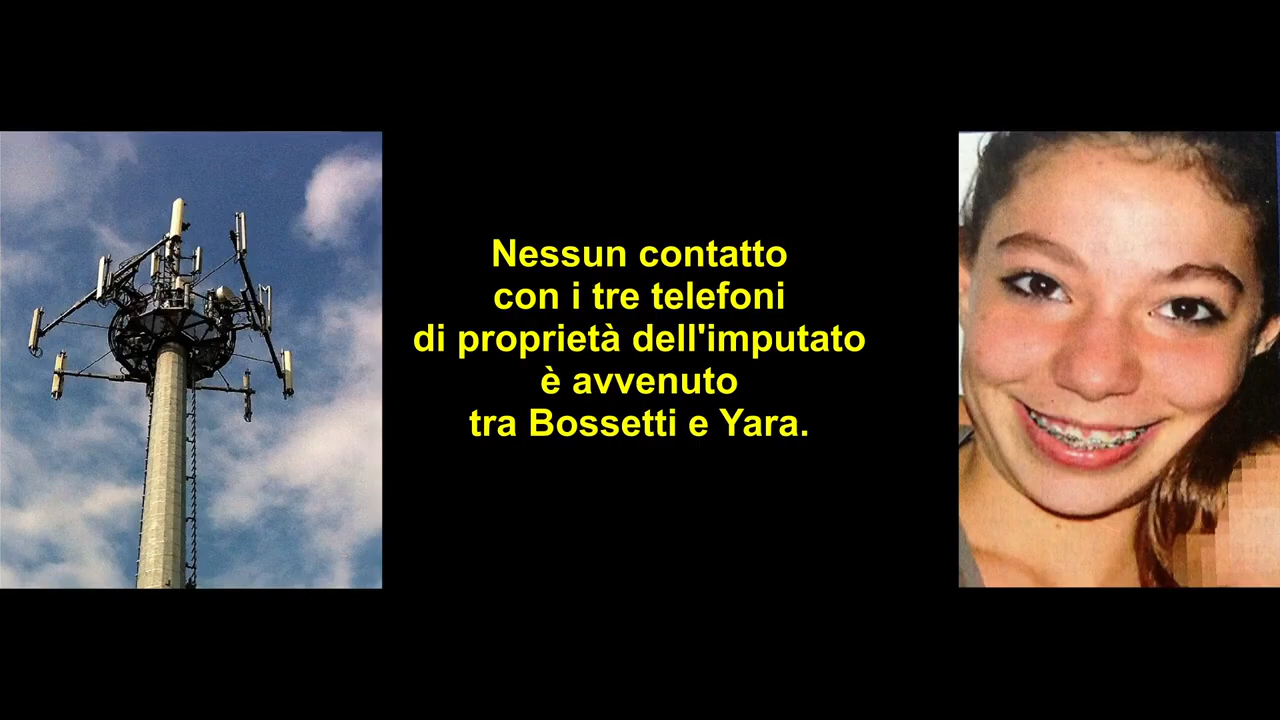 Nessun contatto
con i tre telefoni
di proprietà dell'imputato
è avvenuto
tra Bossetti e Yara.